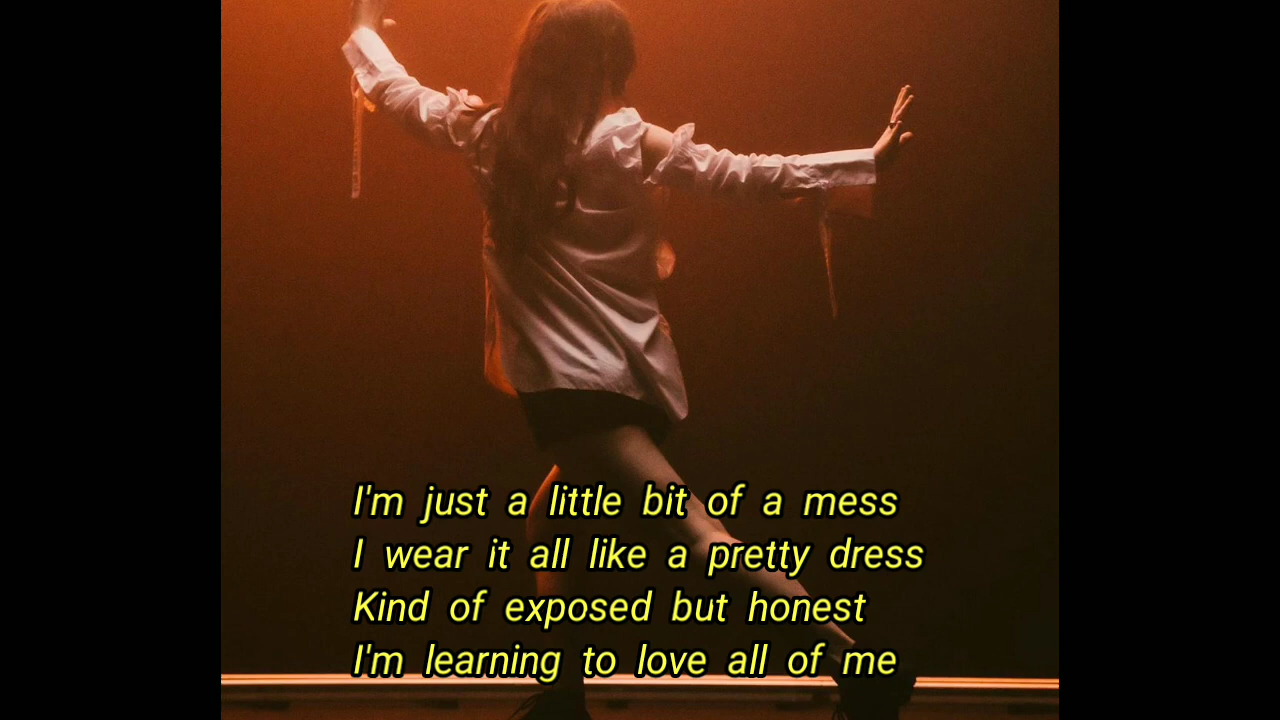 I'm just a little bit of a mess
I wear it all like a pretty dress
Kind of exposed but honest
I'm learning to love all of me